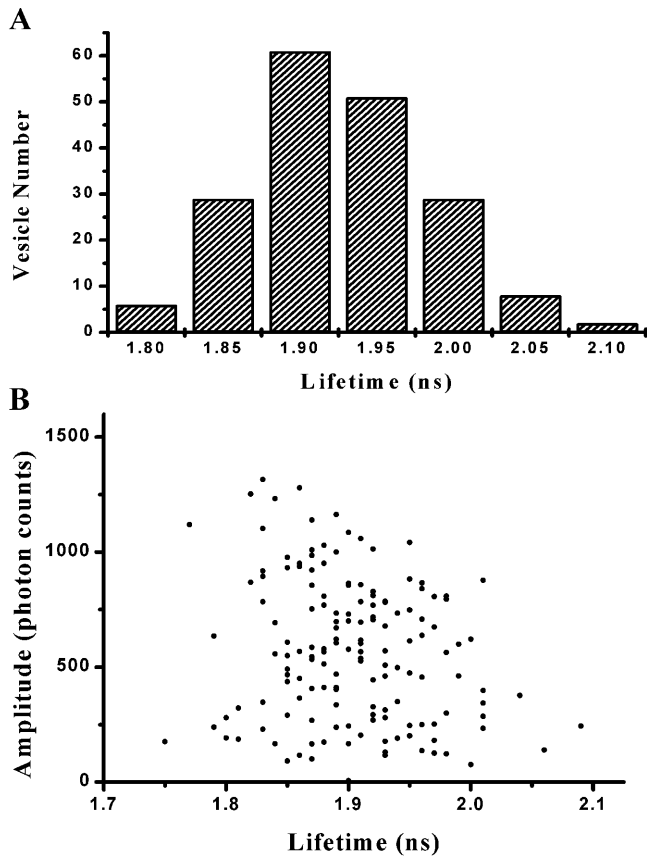 A
60
50
40
30
20
10
0
Vesicle Number
1.80 1.85 1.90 1.95 2.00 2.05 2.10
Lifetime (ns)
B
1500
1000
500
0
Amplitude (photon counts)
1.7 1.8 1.9 2.0 2.1
Lifetime (ns)